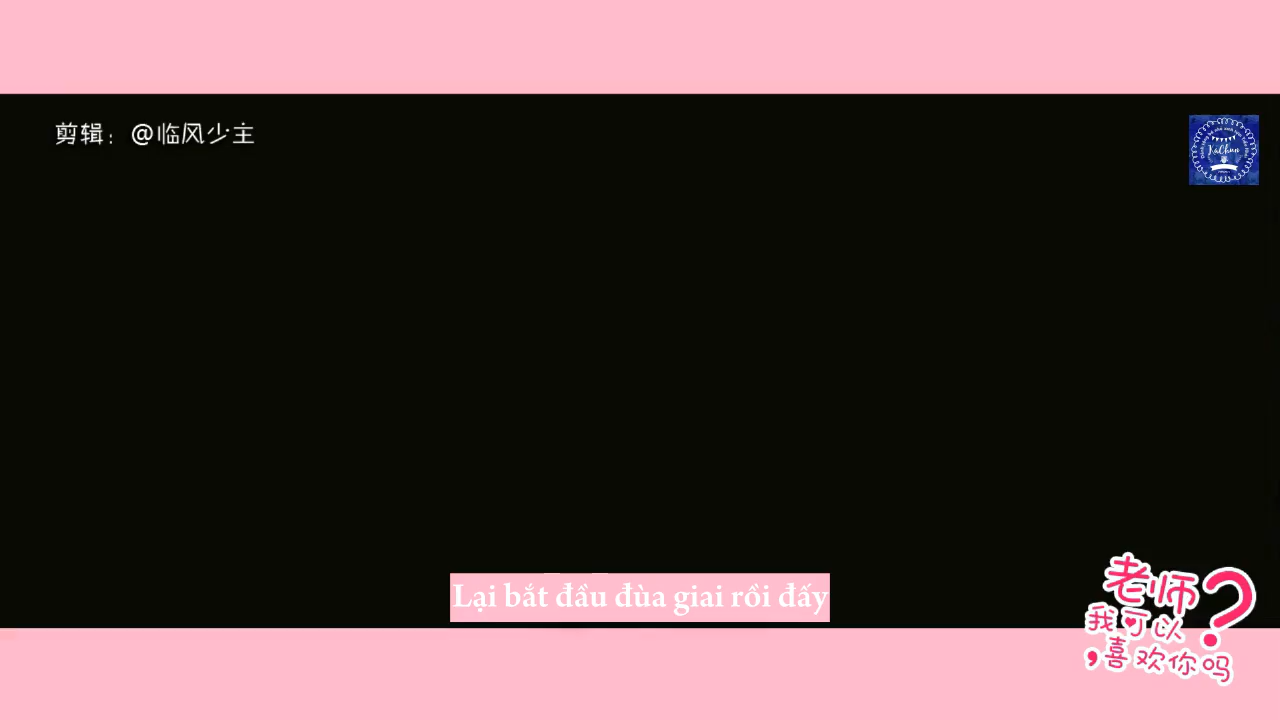 剪辑：@临风少主
XiChun
Lại bắt đầu đùa giai rồi đấy
老师
我可以
，喜欢你吗
?